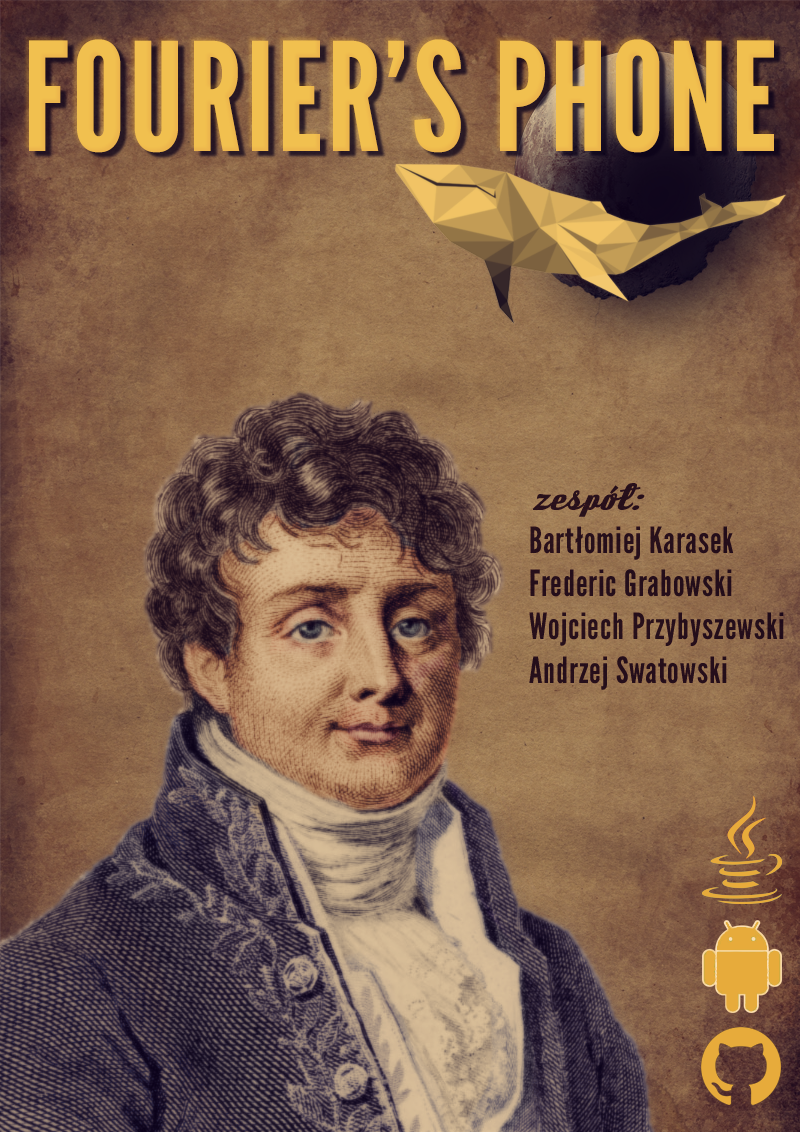 FOURIER’S PHONE
zespół:
Bartłomiej Karasek
Frederic Grabowski
Wojciech Przybyszewski
Andrzej Swatowski